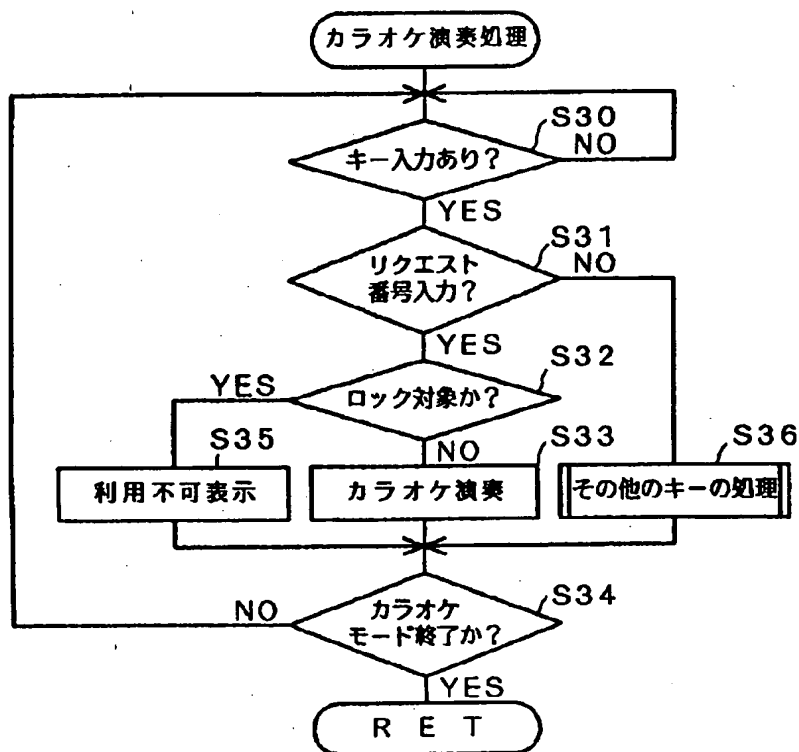 カラオケ演奏処理
S30
キー入力あり?
NO
YES
S31
リクエスト
番号入力?
NO
YES
S32
ロック対象か?
YES
NO
S35
利用不可表示
S33
カラオケ演奏
S36
その他のキーの処理
S34
カラオケ
モード終了か?
NO
YES
RET